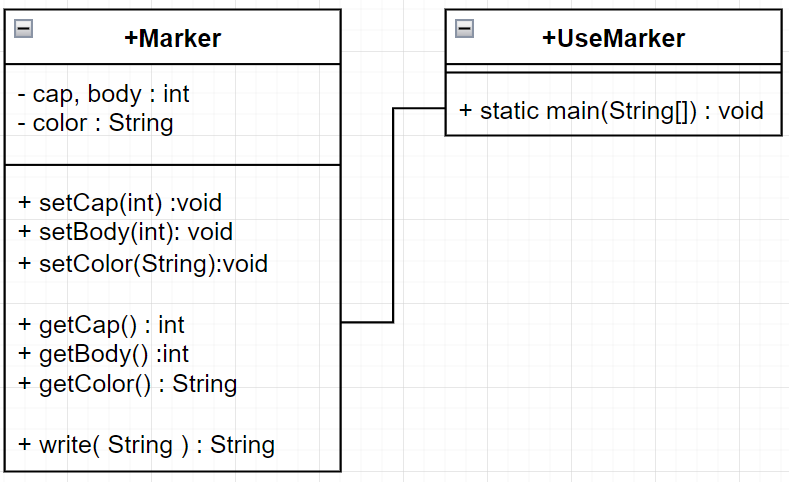 +Marker
- cap, body : int
- color : String
+ setCap(int) :void
+ setBody(int): void
+ setColor(String):void
+ getCap() : int
+ getBody() :int
+ getColor() : String
+ write( String ) : String
+UseMarker
+ static main(String[]) : void